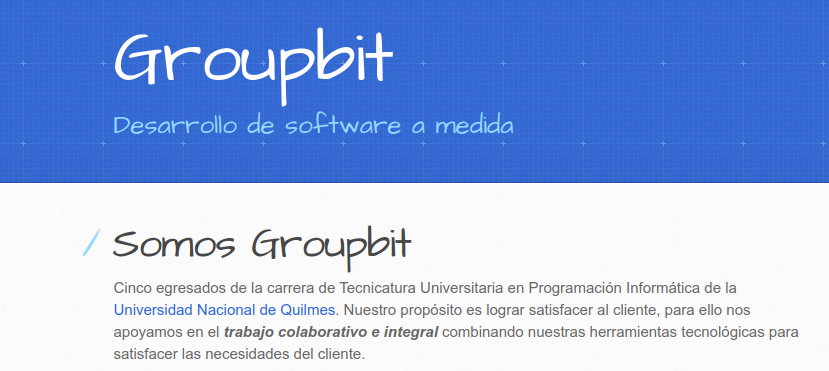 Groupbit
Desarrollo de software a medida
/ Somos Groupbit
Cinco egresados de la carrera de Tecnicatura Universitaria en Programación Informática de la
Universidad Nacional de Quilmes. Nuestro propósito es lograr satisfacer al cliente, para ello nos
apoyamos en el trabajo colaborativo e integral combinando nuestras herramientas tecnológicas para
satisfacer las necesidades del cliente.